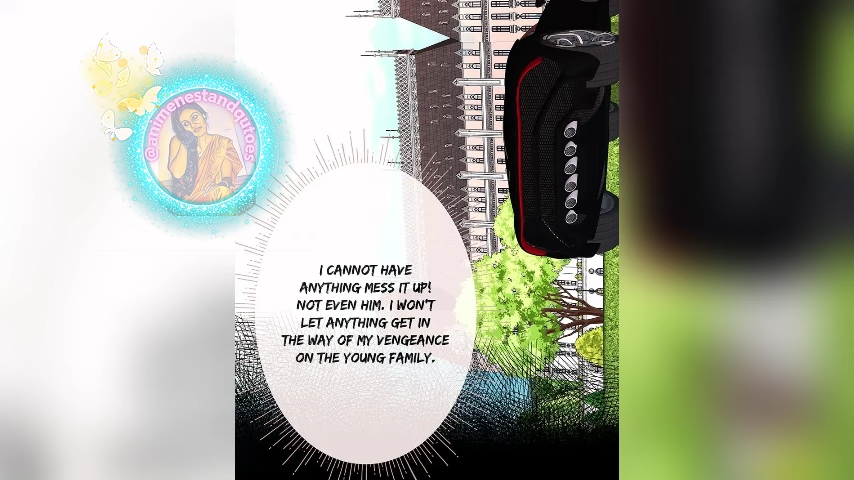 @animenestandqutoes
I CANNOT HAVE
ANYTHING MESS IT UP!
NOT EVEN HIM. I WON'T
LET ANYTHING GET IN
THE WAY OF MY VENGEANCE
ON THE YOUNG FAMILY.